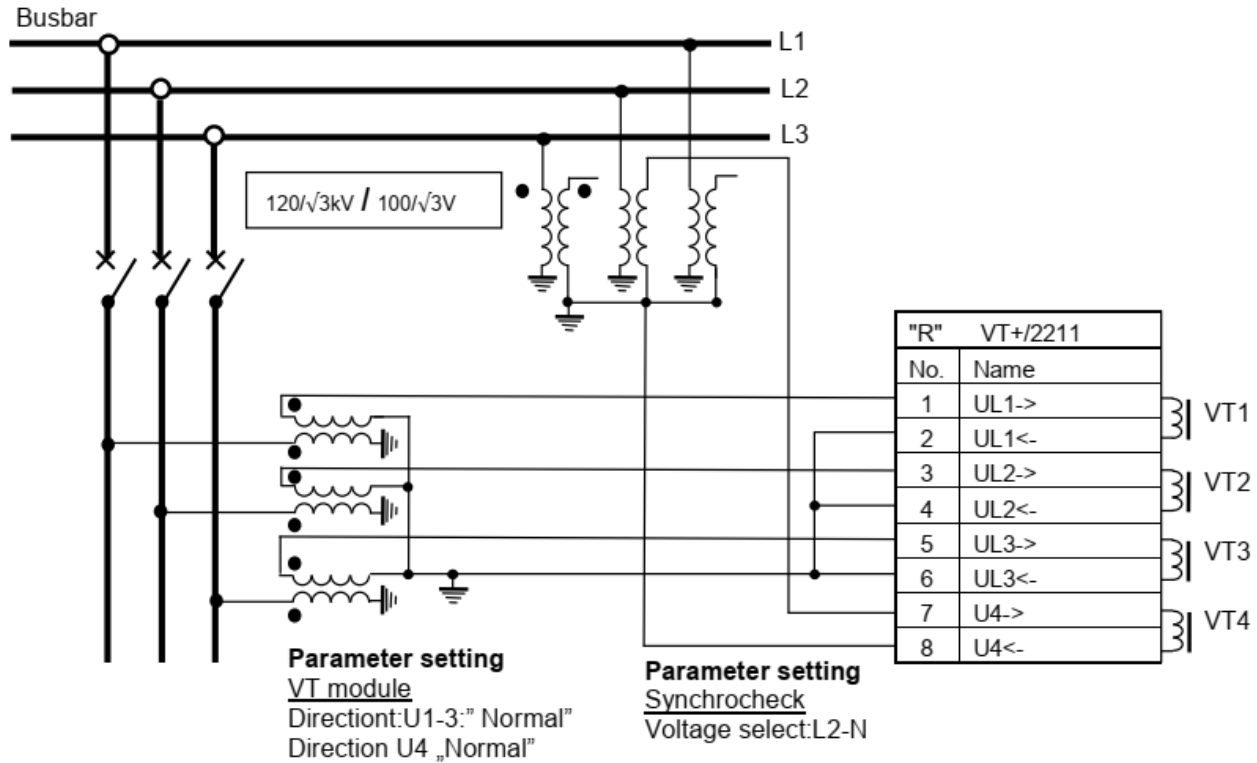 Busbar
L1
L2
L3
120/√3kV / 100/√3V
"R" VT+/2211
No. Name
1 UL1->
2 UL1<-
3 UL2->
4 UL2<-
5 UL3->
6 UL3<-
7 U4->
8 U4<-
VT1
VT2
VT3
VT4
Parameter setting
VT module
Directiont:U1-3:” Normal”
Direction U4 „Normal”
Parameter setting
Synchrocheck
Voltage select:L2-N